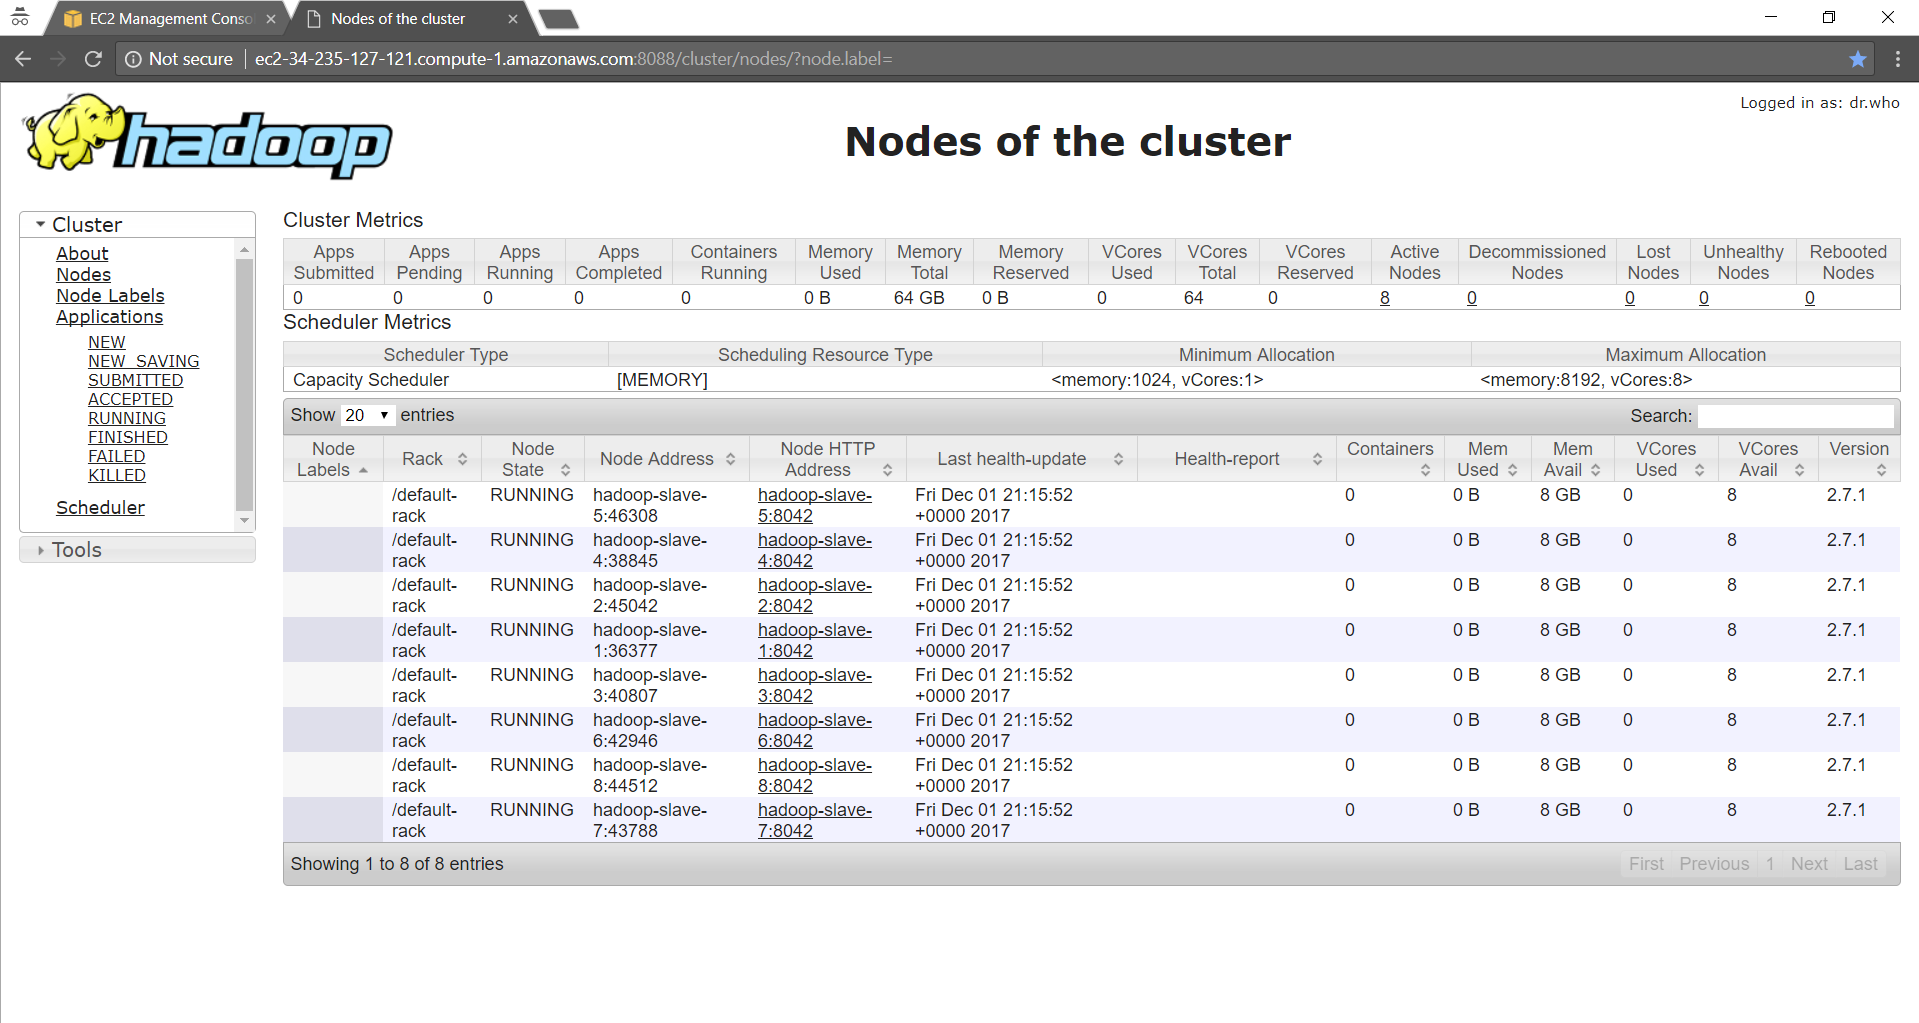 EC2 Management Conso
Nodes of the cluster
Not secure ec2-34-235-127-121.compute-1.amazonaws.com:8088/cluster/nodes/?node.label=
Logged in as: dr.who
hadoop
Nodes of the cluster
Cluster
About
Nodes
Node Labels
Applications
NEW
NEW_SAVING
SUBMITTED
ACCEPTED
RUNNING
FINISHED
FAILED
KILLED
Scheduler
Tools
Cluster Metrics
Apps Submitted Apps Pending Apps Running Apps Completed Containers Running Memory Used Memory Total Memory Reserved VCores Used VCores Total VCores Reserved Active Nodes Decommissioned Nodes Lost Nodes Unhealthy Nodes Rebooted Nodes
0 0 0 0 0 0 B 64 GB 0 B 0 64 0 8 0 0 0 0
Scheduler Metrics
Scheduler Type Scheduling Resource Type Minimum Allocation Maximum Allocation
Capacity Scheduler [MEMORY] <memory:1024, vCores:1> <memory:8192, vCores:8>
Show 20 entries Search:
Node Labels Rack Node State Node Address Node HTTP Address Last health-update Health-report Containers Mem Used Mem Avail VCores Used VCores Avail Version
/default-rack RUNNING hadoop-slave-5:46308 hadoop-slave-5:8042 Fri Dec 01 21:15:52 +0000 2017 0 0 B 8 GB 0 8 2.7.1
/default-rack RUNNING hadoop-slave-4:38845 hadoop-slave-4:8042 Fri Dec 01 21:15:52 +0000 2017 0 0 B 8 GB 0 8 2.7.1
/default-rack RUNNING hadoop-slave-2:45042 hadoop-slave-2:8042 Fri Dec 01 21:15:52 +0000 2017 0 0 B 8 GB 0 8 2.7.1
/default-rack RUNNING hadoop-slave-1:36377 hadoop-slave-1:8042 Fri Dec 01 21:15:52 +0000 2017 0 0 B 8 GB 0 8 2.7.1
/default-rack RUNNING hadoop-slave-3:40807 hadoop-slave-3:8042 Fri Dec 01 21:15:52 +0000 2017 0 0 B 8 GB 0 8 2.7.1
/default-rack RUNNING hadoop-slave-6:42946 hadoop-slave-6:8042 Fri Dec 01 21:15:52 +0000 2017 0 0 B 8 GB 0 8 2.7.1
/default-rack RUNNING hadoop-slave-8:44512 hadoop-slave-8:8042 Fri Dec 01 21:15:52 +0000 2017 0 0 B 8 GB 0 8 2.7.1
/default-rack RUNNING hadoop-slave-7:43788 hadoop-slave-7:8042 Fri Dec 01 21:15:52 +0000 2017 0 0 B 8 GB 0 8 2.7.1
Showing 1 to 8 of 8 entries First Previous 1 Next Last